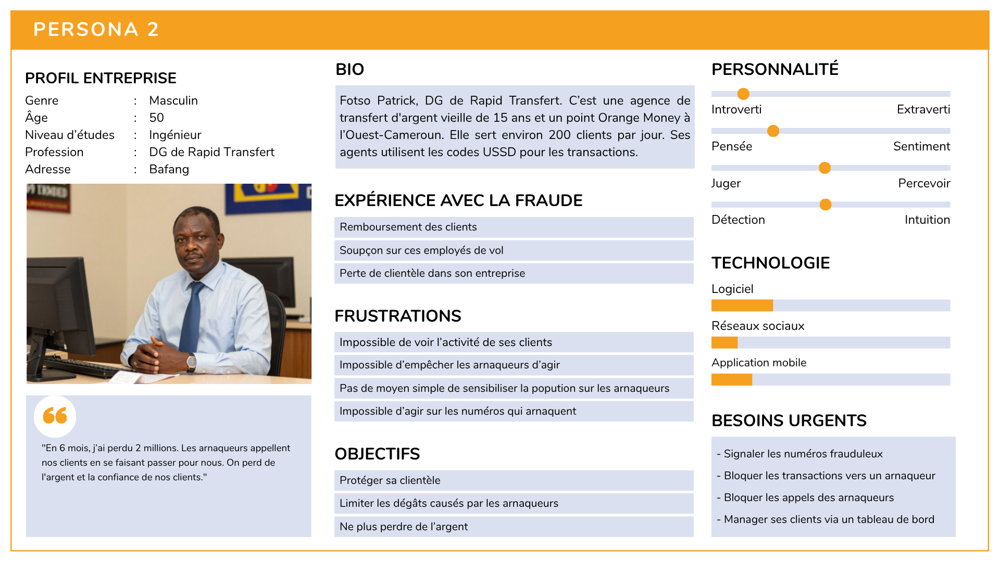 PERSONA 2
PROFIL ENTREPRISE
Genre : Masculin
Âge : 50
Niveau d’études : Ingénieur
Profession : DG de Rapid Transfert
Adresse : Bafang
"En 6 mois, j’ai perdu 2 millions. Les arnaqueurs appellent
nos clients en se faisant passer pour nous. On perd de
l'argent et la confiance de nos clients."
BIO
Fotso Patrick, DG de Rapid Transfert. C’est une agence de
transfert d'argent vieille de 15 ans et un point Orange Money à
l’Ouest-Cameroun. Elle sert environ 200 clients par jour. Ses
agents utilisent les codes USSD pour les transactions.
EXPÉRIENCE AVEC LA FRAUDE
Remboursement des clients
Soupçon sur ces employés de vol
Perte de clientèle dans son entreprise
FRUSTRATIONS
Impossible de voir l’activité de ses clients
Impossible d’empêcher les arnaqueurs d’agir
Pas de moyen simple de sensibiliser la popution sur les arnaqueurs
Impossible d’agir sur les numéros qui arnaquent
OBJECTIFS
Protéger sa clientèle
Limiter les dégâts causés par les arnaqueurs
Ne plus perdre de l’argent
PERSONNALITÉ
Introverti Extraverti
Pensée Sentiment
Juger Percevoir
Détection Intuition
TECHNOLOGIE
Logiciel
Réseaux sociaux
Application mobile
BESOINS URGENTS
- Signaler les numéros frauduleux
- Bloquer les transactions vers un arnaqueur
- Bloquer les appels des arnaqueurs
- Manager ses clients via un tableau de bord